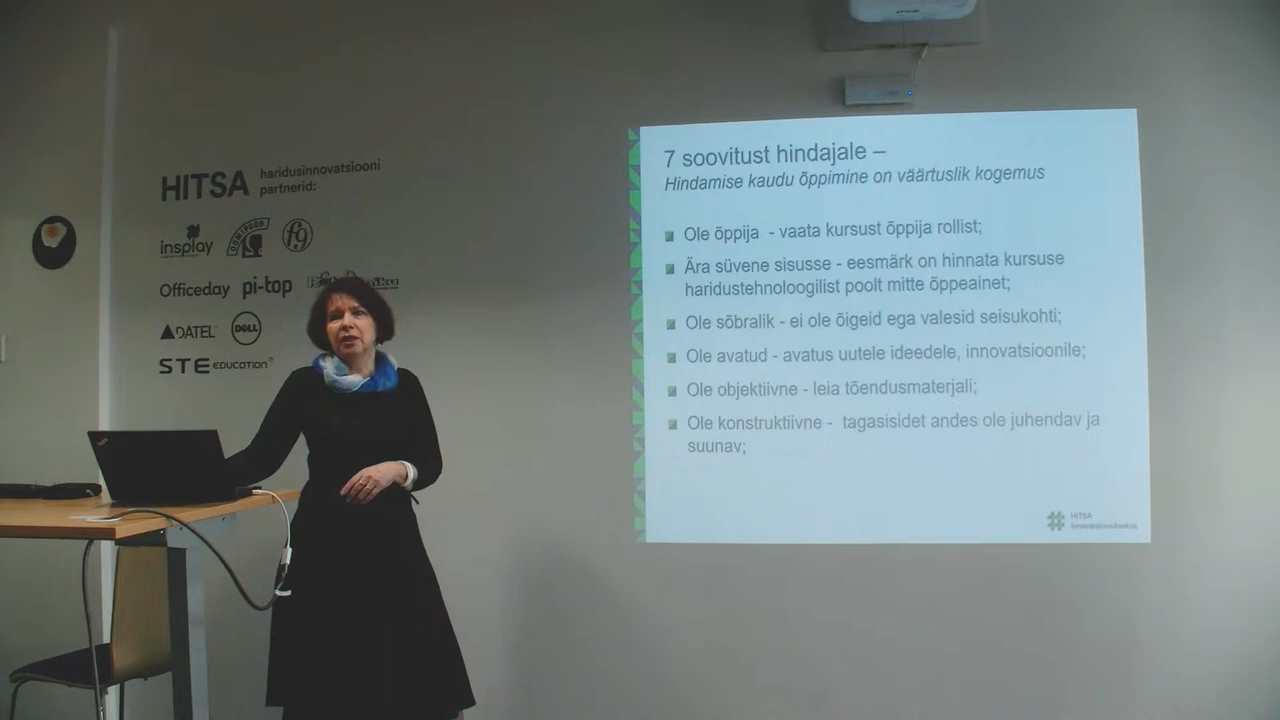 EPSON
HITSA haridusinnovatsiooni
partnerid:
insplay
f9
Officeday pi-top
DATEL DELL
STE EDUCATION
7 soovitust hindajale –
Hindamise kaudu õppimine on väärtuslik kogemus
Ole õppija - vaata kursust õppija rollist;
Ära süvene sisusse - eesmärk on hinnata kursuse
haridustehnoloogilist poolt mitte õppeainet;
Ole sõbralik - ei ole õigeid ega valesid seisukohti;
Ole avatud - avatus uutele ideedele, innovatsioonile;
Ole objektiivne - leia tõendusmaterjali;
Ole konstruktiivne - tagasisidet andes ole juhendav ja
suunav;
HITSA